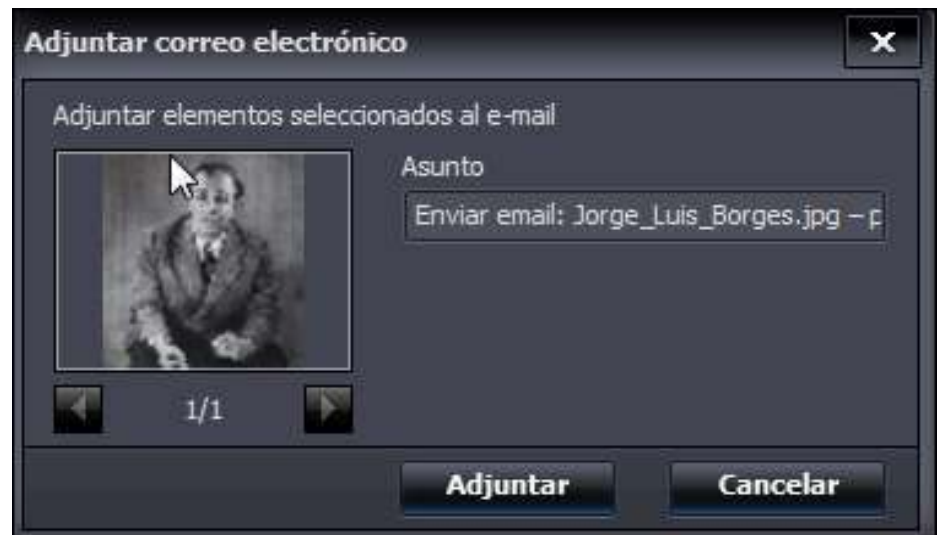 Adjuntar correo electrónico
Adjuntar elementos seleccionados al e-mail
Asunto
Enviar email: Jorge_Luis_Borges.jpg – p
1/1
Adjuntar
Cancelar